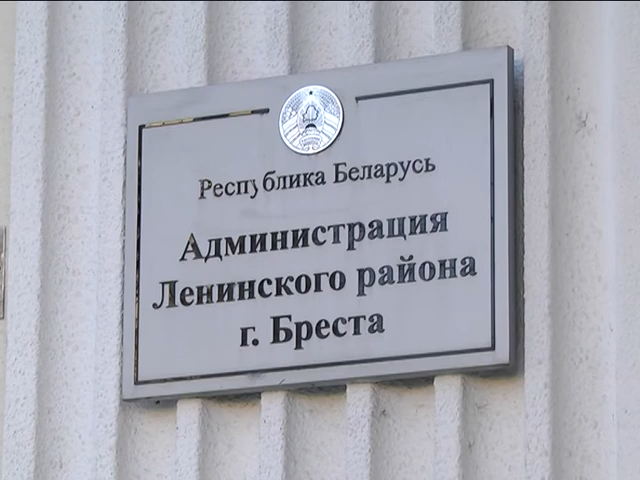 Республика Беларусь
Администрация
Ленинского района
г. Бреста